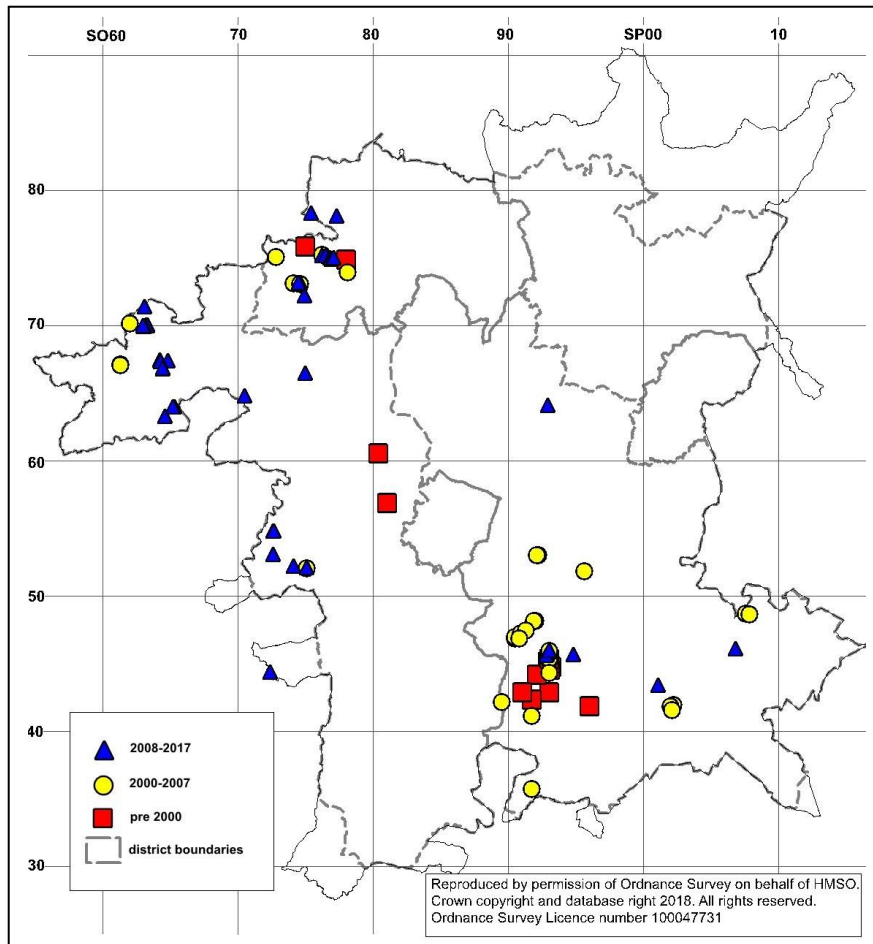 SO60 70 80 90 SP00 10
80
70
60
50
40
30
2008-2017
2000-2007
pre 2000
district boundaries
Reproduced by permission of Ordnance Survey on behalf of HMSO.
Crown copyright and database right 2018. All rights reserved.
Ordnance Survey Licence number 100047731